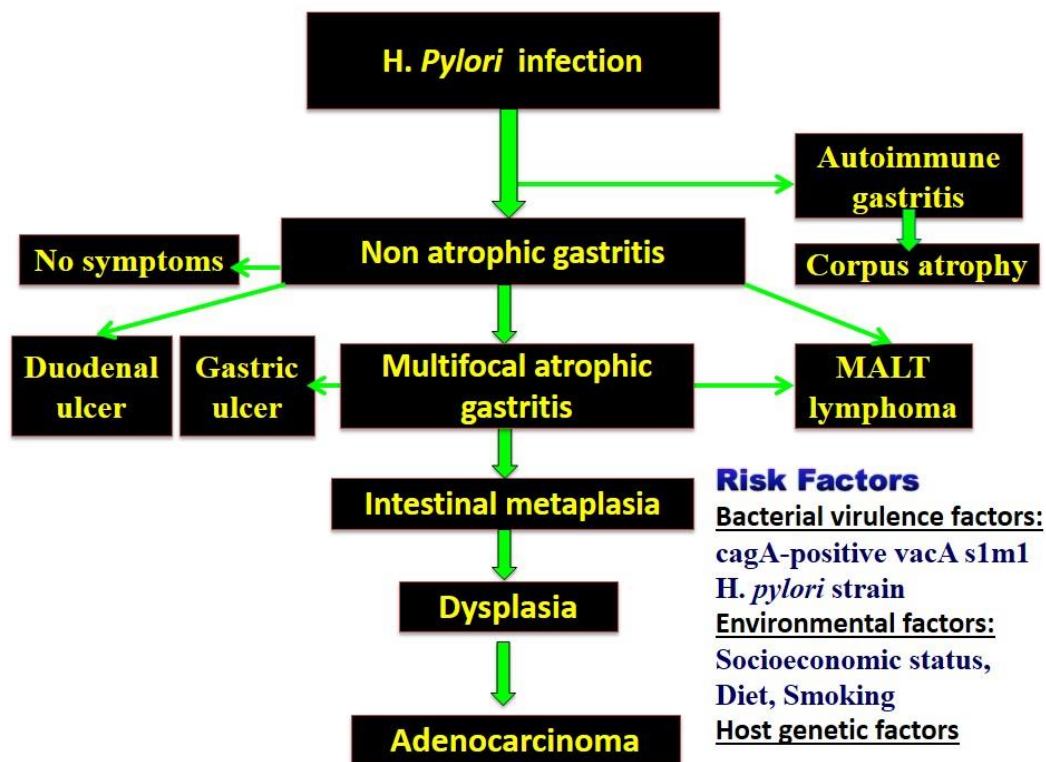 H. Pylori infection
Autoimmune
gastritis
Non atrophic gastritis
No symptoms
Corpus atrophy
Duodenal
ulcer
Gastric
ulcer
Multifocal atrophic
gastritis
MALT
lymphoma
Intestinal metaplasia
Dysplasia
Adenocarcinoma
Risk Factors
Bacterial virulence factors:
cagA-positive vacA s1m1
H. pylori strain
Environmental factors:
Socioeconomic status,
Diet, Smoking
Host genetic factors